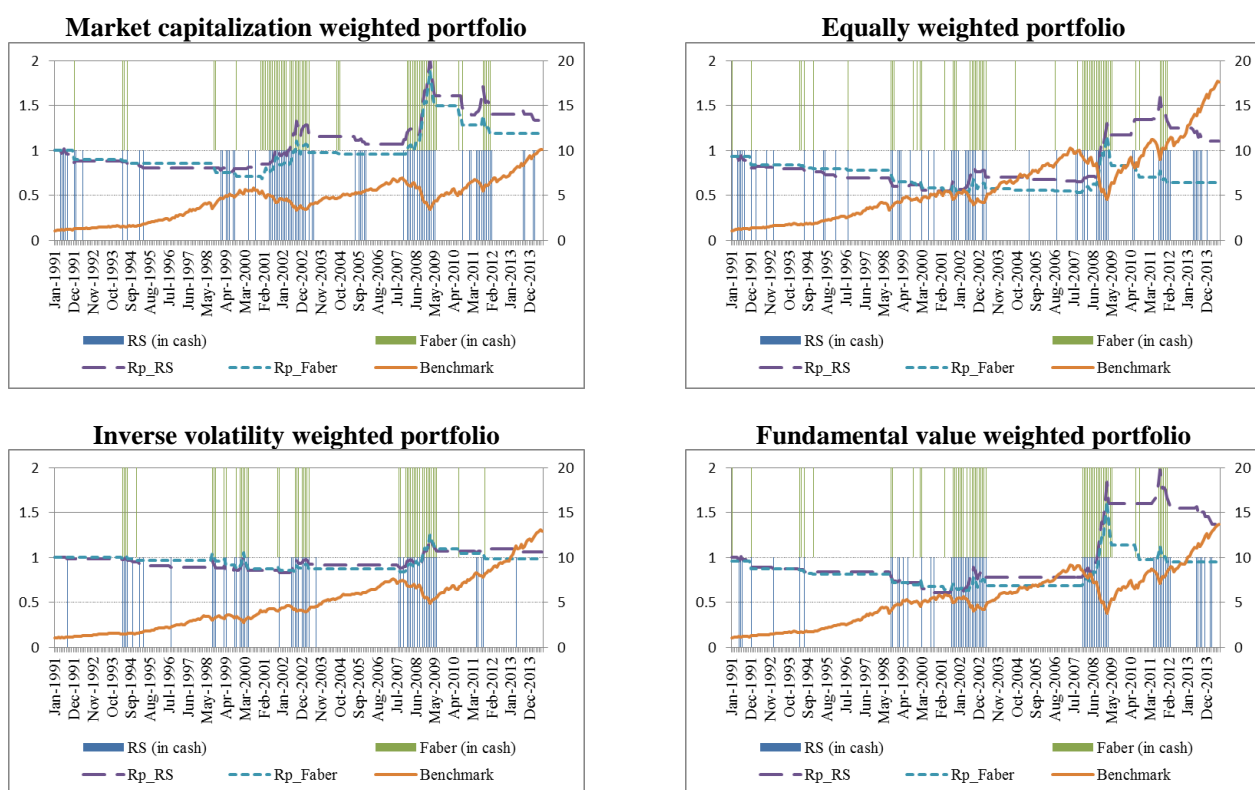 Market capitalization weighted portfolio
2 20
1.5 15
1 10
0.5 5
0 0
Jan-1991
Dec-1991
Nov-1992
Oct-1993
Sep-1994
Aug-1995
Jul-1996
Jun-1997
May-1998
Apr-1999
Mar-2000
Feb-2001
Jan-2002
Dec-2002
Nov-2003
Oct-2004
Sep-2005
Aug-2006
Jul-2007
Jun-2008
May-2009
Apr-2010
Mar-2011
Feb-2012
Jan-2013
Dec-2013
RS (in cash) Faber (in cash)
Rp_RS Rp_Faber Benchmark
Equally weighted portfolio
2 20
1.5 15
1 10
0.5 5
0 0
Jan-1991
Dec-1991
Nov-1992
Oct-1993
Sep-1994
Aug-1995
Jul-1996
Jun-1997
May-1998
Apr-1999
Mar-2000
Feb-2001
Jan-2002
Dec-2002
Nov-2003
Oct-2004
Sep-2005
Aug-2006
Jul-2007
Jun-2008
May-2009
Apr-2010
Mar-2011
Feb-2012
Jan-2013
Dec-2013
RS (in cash) Faber (in cash)
Rp_RS Rp_Faber Benchmark
Inverse volatility weighted portfolio
2 20
1.5 15
1 10
0.5 5
0 0
Jan-1991
Dec-1991
Nov-1992
Oct-1993
Sep-1994
Aug-1995
Jul-1996
Jun-1997
May-1998
Apr-1999
Mar-2000
Feb-2001
Jan-2002
Dec-2002
Nov-2003
Oct-2004
Sep-2005
Aug-2006
Jul-2007
Jun-2008
May-2009
Apr-2010
Mar-2011
Feb-2012
Jan-2013
Dec-2013
RS (in cash) Faber (in cash)
Rp_RS Rp_Faber Benchmark
Fundamental value weighted portfolio
2 20
1.5 15
1 10
0.5 5
0 0
Jan-1991
Dec-1991
Nov-1992
Oct-1993
Sep-1994
Aug-1995
Jul-1996
Jun-1997
May-1998
Apr-1999
Mar-2000
Feb-2001
Jan-2002
Dec-2002
Nov-2003
Oct-2004
Sep-2005
Aug-2006
Jul-2007
Jun-2008
May-2009
Apr-2010
Mar-2011
Feb-2012
Jan-2013
Dec-2013
RS (in cash) Faber (in cash)
Rp_RS Rp_Faber Benchmark